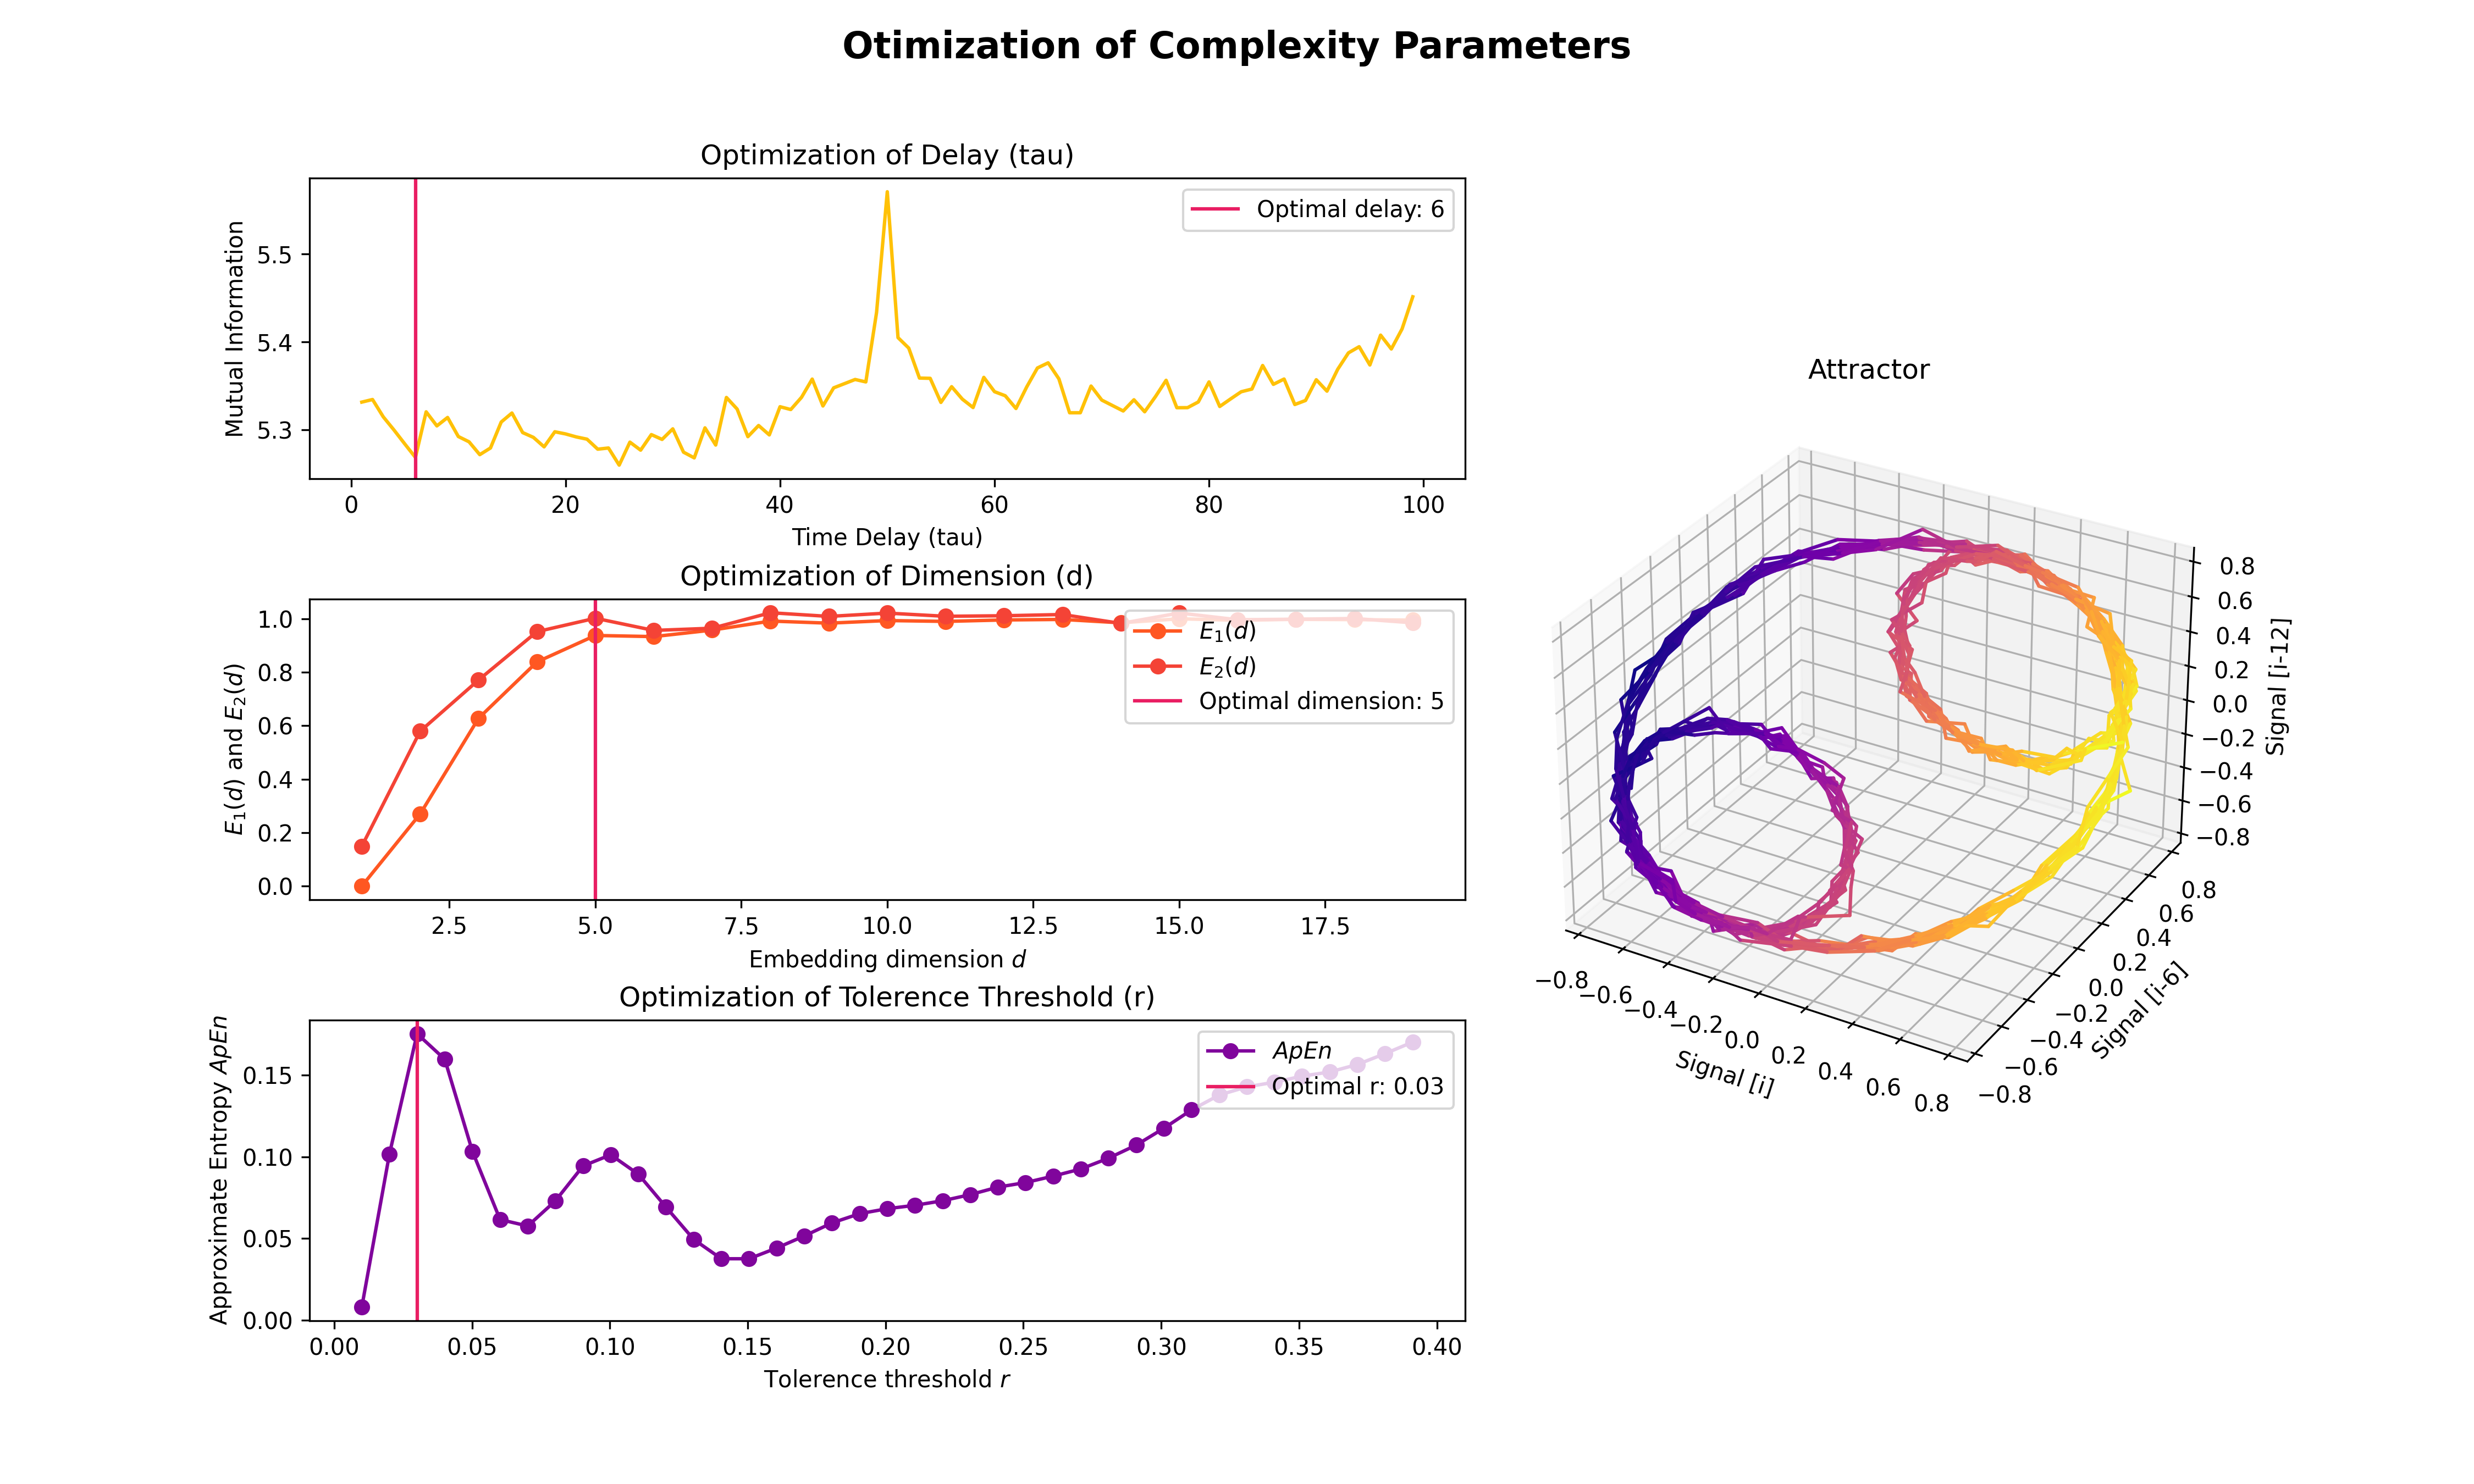 Otimization of Complexity Parameters
Optimization of Delay (tau)
Mutual Information
5.5
5.4
5.3
Optimal delay: 6
0 20 40 60 80 100
Time Delay (tau)
Optimization of Dimension (d)
E₁(d) and E₂(d)
1.0
0.8
0.6
0.4
0.2
0.0
E₁(d)
E₂(d)
Optimal dimension: 5
2.5 5.0 7.5 10.0 12.5 15.0 17.5
Embedding dimension d
Optimization of Tolerence Threshold (r)
Approximate Entropy ApEn
0.15
0.10
0.05
0.00
ApEn
Optimal r: 0.03
0.00 0.05 0.10 0.15 0.20 0.25 0.30 0.35 0.40
Tolerence threshold r
Attractor
0.8
0.6
0.4
0.2
0.0
−0.2
−0.4
−0.6
−0.8
Signal [i-12]
0.8
0.6
0.4
0.2
0.0
−0.2
−0.4
−0.6
−0.8
Signal [i-6]
−0.8 −0.6 −0.4 −0.2 0.0 0.2 0.4 0.6 0.8
Signal [i]